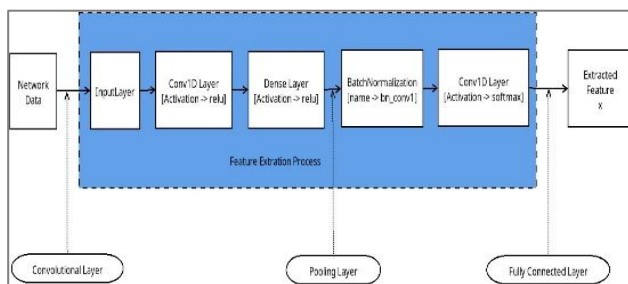 Network
Data
InputLayer
Conv1D Layer
[Activation -> relu]
Dense Layer
[Activation -> relu]
BatchNormalization
[name -> bn_conv1]
Conv1D Layer
[Activation -> softmax]
Extracted
Feature
x
Feature Extration Process
Convolutional Layer
Pooling Layer
Fully Connected Layer